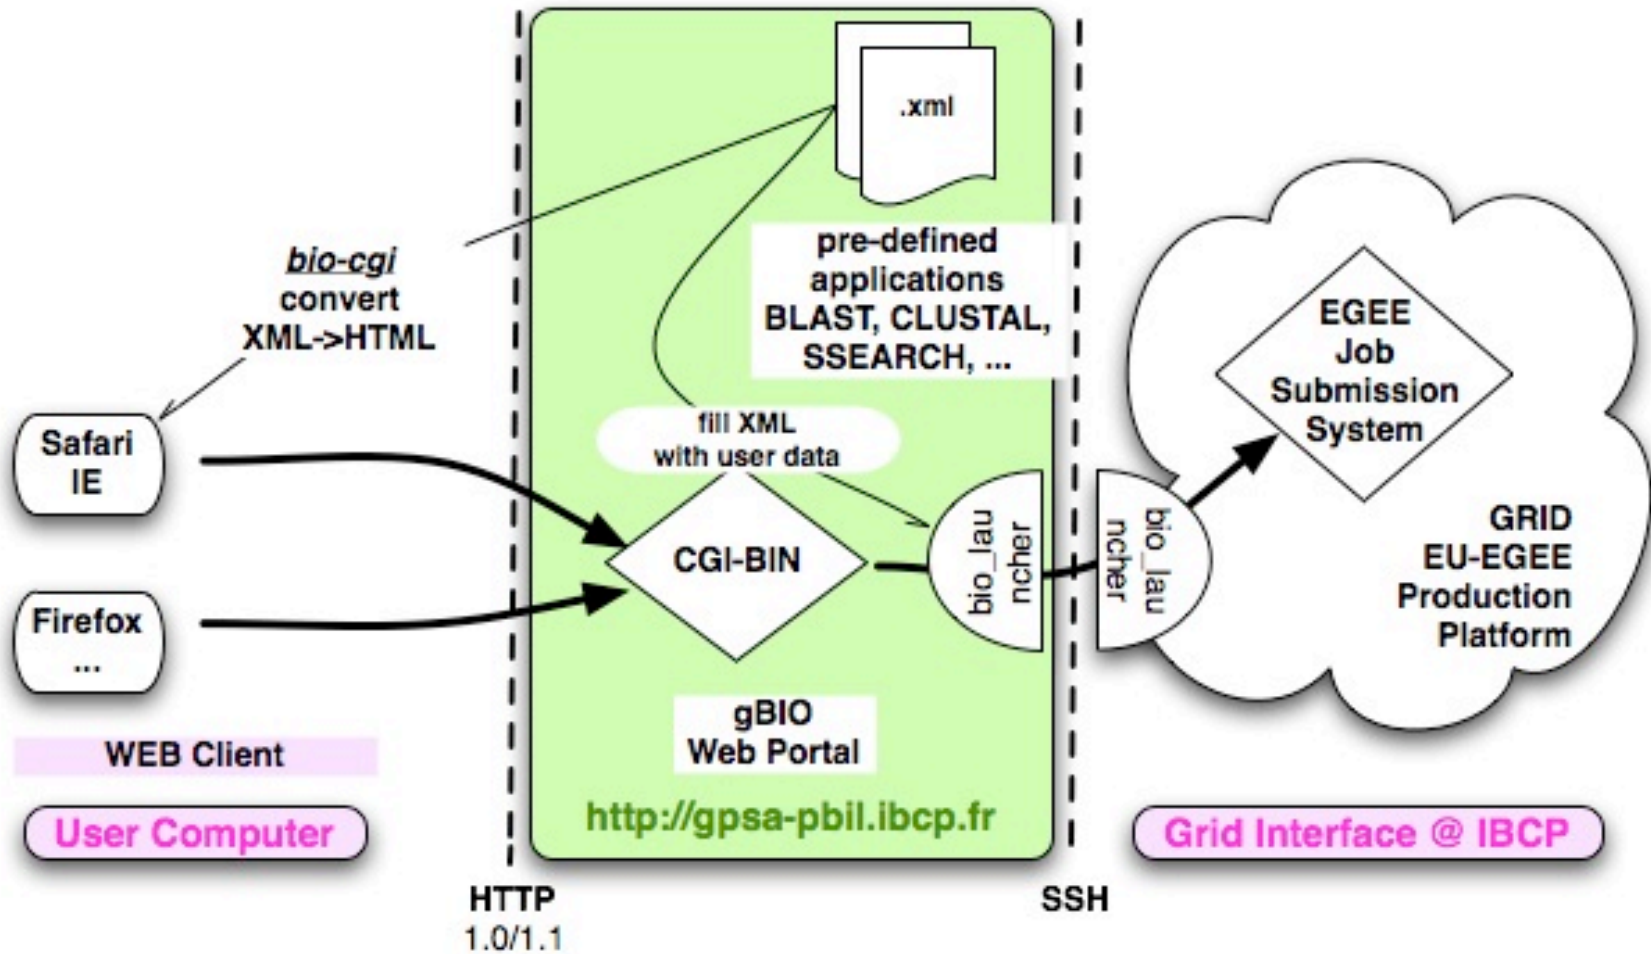 .xml
bio-cgi
convert
XML->HTML
pre-defined
applications
BLAST, CLUSTAL,
SSEARCH, ...
EGEE
Job
Submission
System
Safari
IE
fill XML
with user data
CGI-BIN
bio_lau
ncher
bio_lau
ncher
GRID
EU-EGEE
Production
Platform
Firefox
...
gBIO
Web Portal
WEB Client
http://gpsa-pbil.ibcp.fr
User Computer
Grid Interface @ IBCP
HTTP
1.0/1.1
SSH